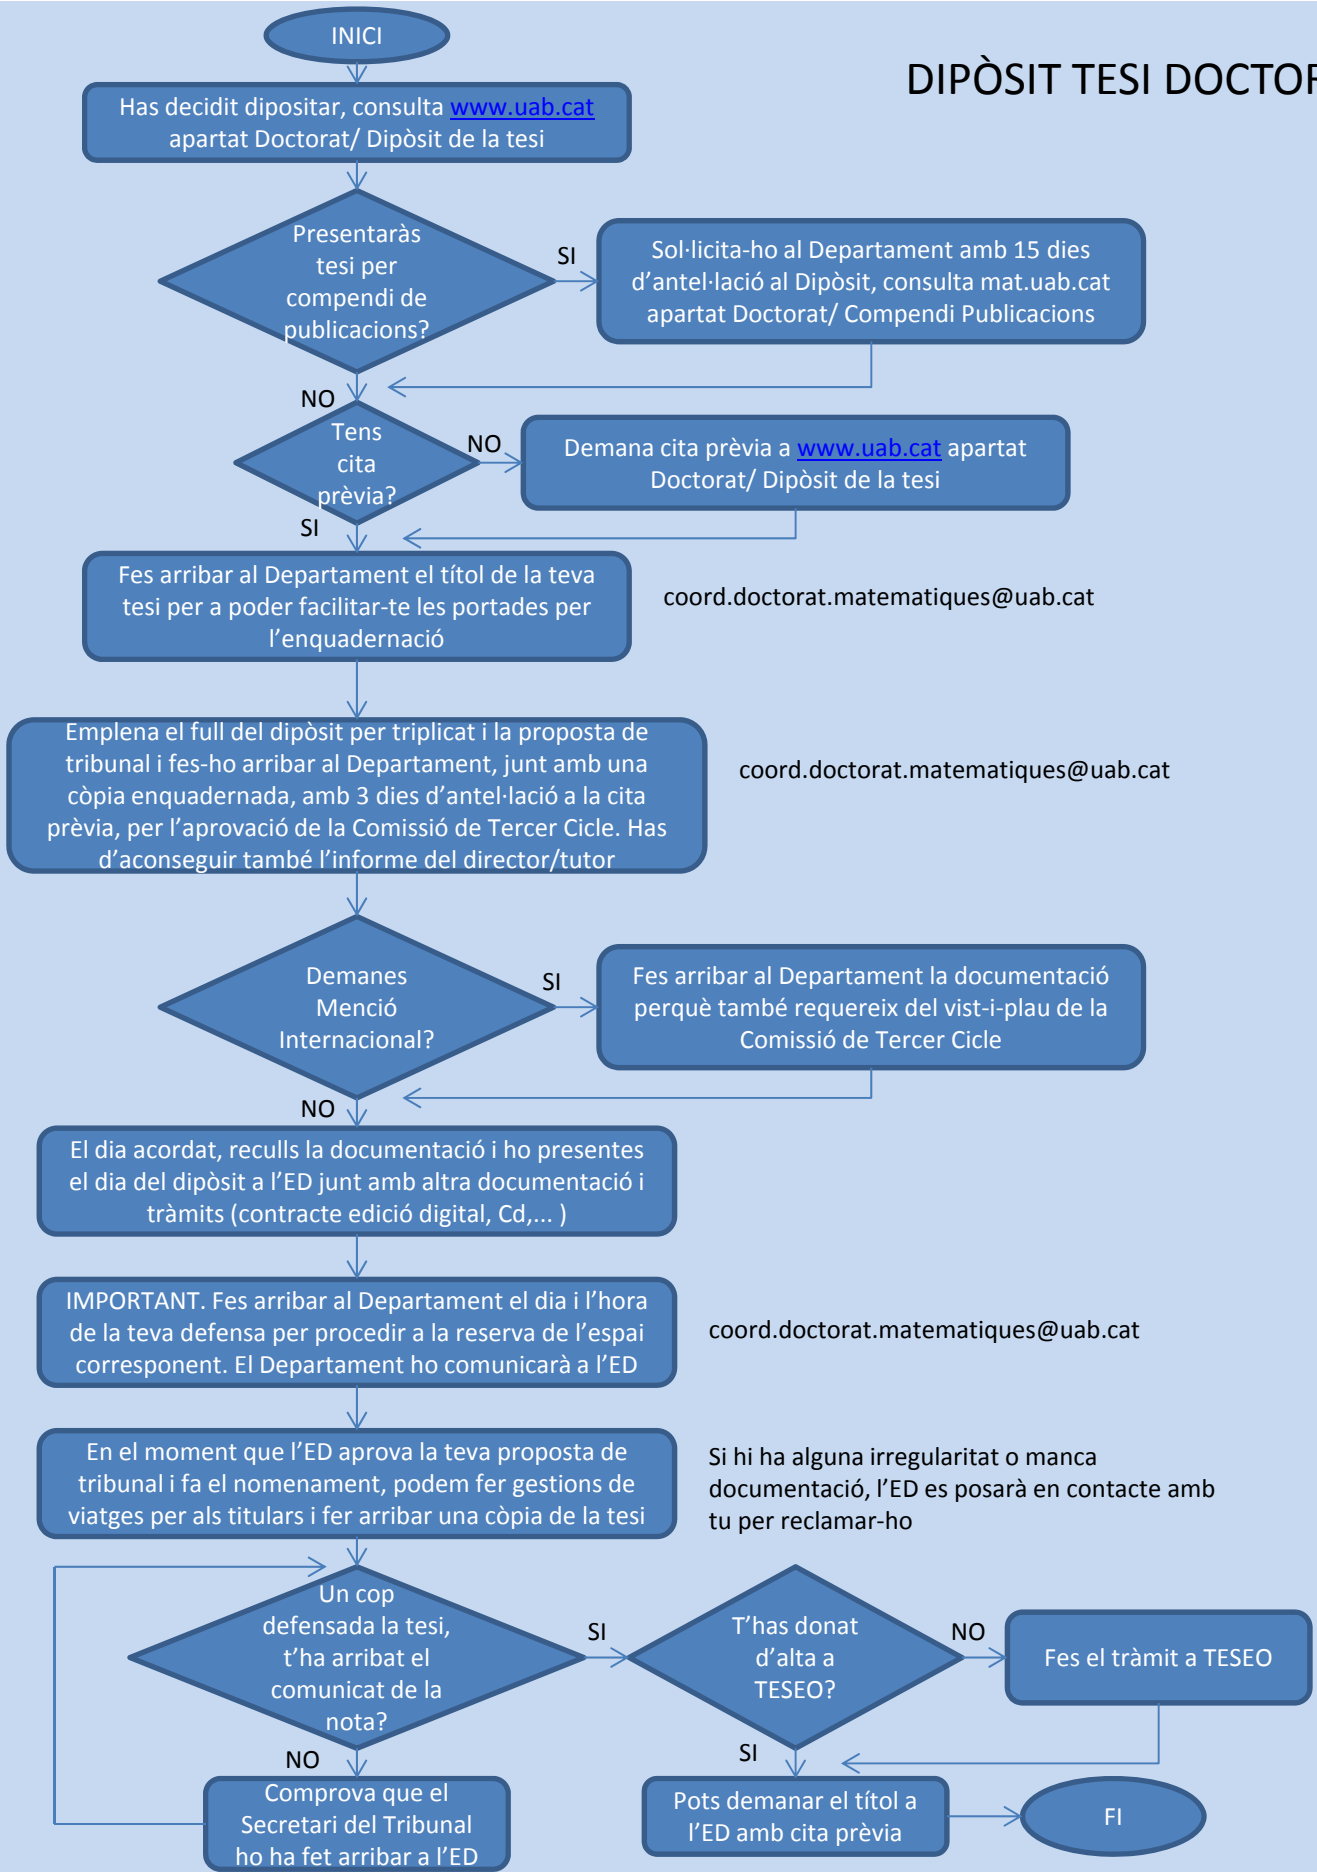 INICI
DIPÒSIT TESI DOCTOR
Has decidit dipositar, consulta www.uab.cat
apartat Doctorat/ Dipòsit de la tesi
Presentaràs
tesi per
compendi de
publicacions?
SI
Sol·licita-ho al Departament amb 15 dies
d’antel·lació al Dipòsit, consulta mat.uab.cat
apartat Doctorat/ Compendi Publicacions
NO
Tens
cita
prèvia?
NO
Demana cita prèvia a www.uab.cat apartat
Doctorat/ Dipòsit de la tesi
SI
Fes arribar al Departament el títol de la teva
tesi per a poder facilitar-te les portades per
l’enquadernació
coord.doctorat.matematiques@uab.cat
Emplena el full del dipòsit per triplicat i la proposta de
tribunal i fes-ho arribar al Departament, junt amb una
còpia enquadernada, amb 3 dies d’antel·lació a la cita
prèvia, per l’aprovació de la Comissió de Tercer Cicle. Has
d’aconseguir també l’informe del director/tutor
coord.doctorat.matematiques@uab.cat
Demanes
Menció
Internacional?
SI
Fes arribar al Departament la documentació
perquè també requereix del vist-i-plau de la
Comissió de Tercer Cicle
NO
El dia acordat, reculls la documentació i ho presentes
el dia del dipòsit a l’ED junt amb altra documentació i
tràmits (contracte edició digital, Cd,... )
IMPORTANT. Fes arribar al Departament el dia i l’hora
de la teva defensa per procedir a la reserva de l’espai
corresponent. El Departament ho comunicarà a l’ED
coord.doctorat.matematiques@uab.cat
En el moment que l’ED aprova la teva proposta de
tribunal i fa el nomenament, podem fer gestions de
viatges per als titulars i fer arribar una còpia de la tesi
Si hi ha alguna irregularitat o manca
documentació, l’ED es posarà en contacte amb
tu per reclamar-ho
Un cop
defensada la tesi,
t’ha arribat el
comunicat de la
nota?
SI
T’has donat
d’alta a
TESEO?
NO
Fes el tràmit a TESEO
NO
Comprova que el
Secretari del Tribunal
ho ha fet arribar a l’ED
SI
Pots demanar el títol a
l’ED amb cita prèvia
FI